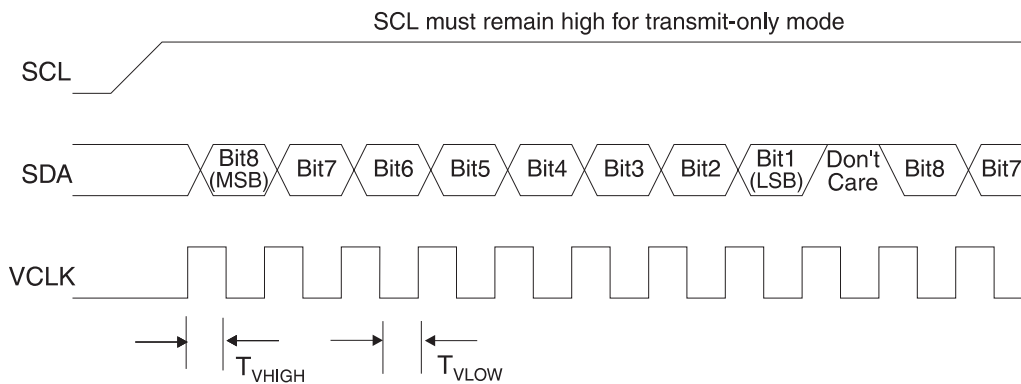 SCL must remain high for transmit-only mode
SCL
SDA
Bit8
(MSB)
Bit7
Bit6
Bit5
Bit4
Bit3
Bit2
Bit1
(LSB)
Don't
Care
Bit8
Bit7
VCLK
TVHIGH
TVLOW